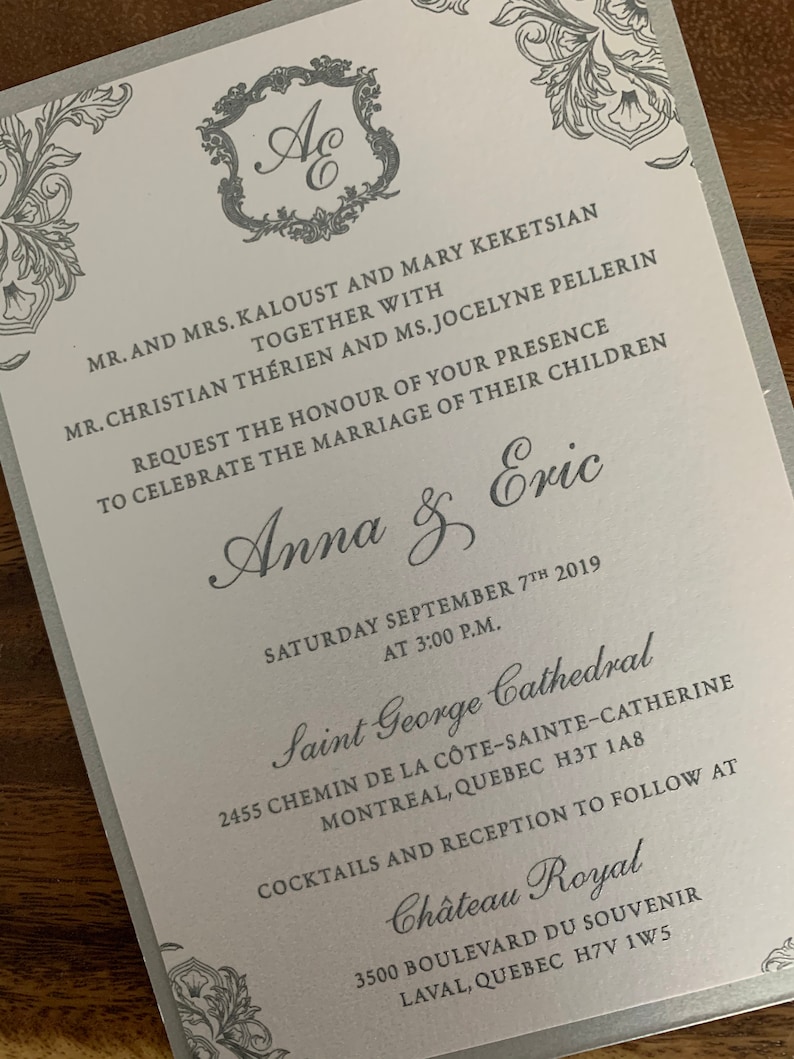 AE
MR. AND MRS. KALOUST AND MARY KEKETSIAN
TOGETHER WITH
MR. CHRISTIAN THÉRIEN AND MS. JOCELYNE PELLERIN
REQUEST THE HONOUR OF YOUR PRESENCE
TO CELEBRATE THE MARRIAGE OF THEIR CHILDREN
Anna & Eric
SATURDAY SEPTEMBER 7TH 2019
AT 3:00 P.M.
Saint George Cathedral
2455 CHEMIN DE LA CÔTE-SAINTE-CATHERINE
MONTREAL, QUEBEC H3T 1A8
COCKTAILS AND RECEPTION TO FOLLOW AT
Château Royal
3500 BOULEVARD DU SOUVENIR
LAVAL, QUEBEC H7V 1W5